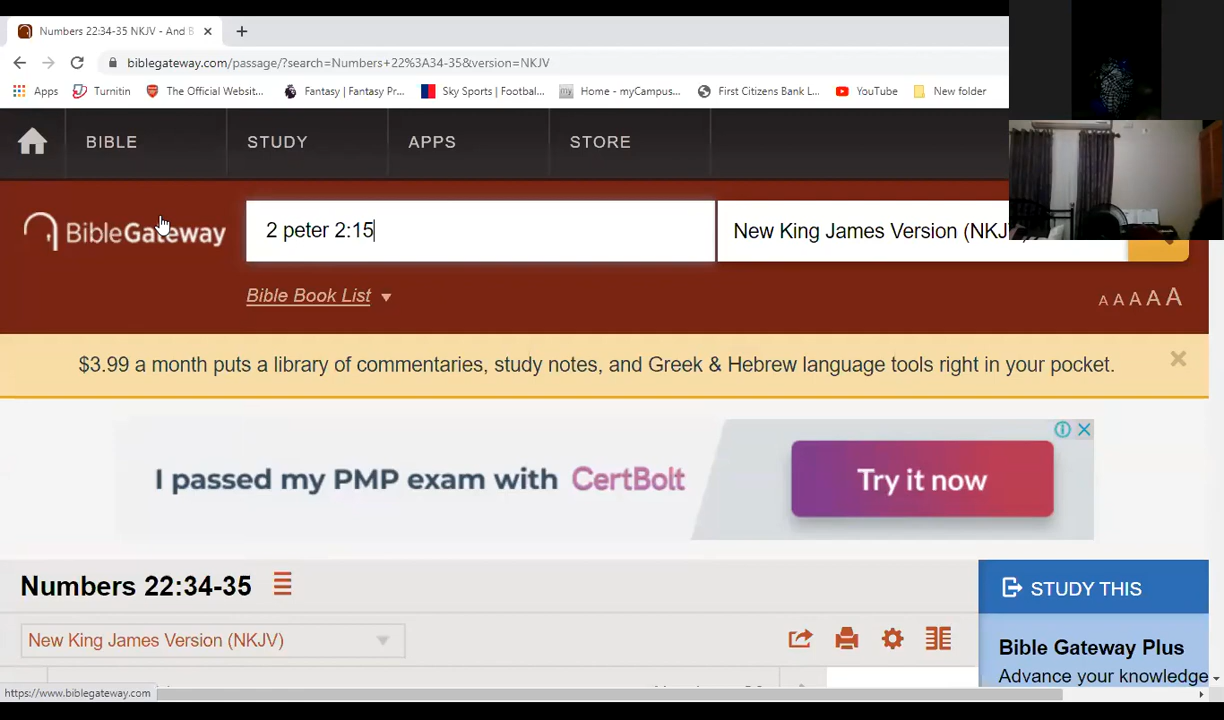 Numbers 22:34-35 NKJV - And B
biblegateway.com/passage/?search=Numbers+22%3A34-35&version=NKJV
Apps Turnitin The Official Websit... Fantasy | Fantasy Pr... Sky Sports | Footbal... Home - myCampus... First Citizens Bank L... YouTube New folder
BIBLE STUDY APPS STORE
BibleGateway 2 peter 2:15 New King James Version (NKJ
Bible Book List A A A A A
$3.99 a month puts a library of commentaries, study notes, and Greek & Hebrew language tools right in your pocket.
I passed my PMP exam with CertBolt Try it now
Numbers 22:34-35 STUDY THIS
New King James Version (NKJV)
Bible Gateway Plus
Advance your knowledge
https://www.biblegateway.com